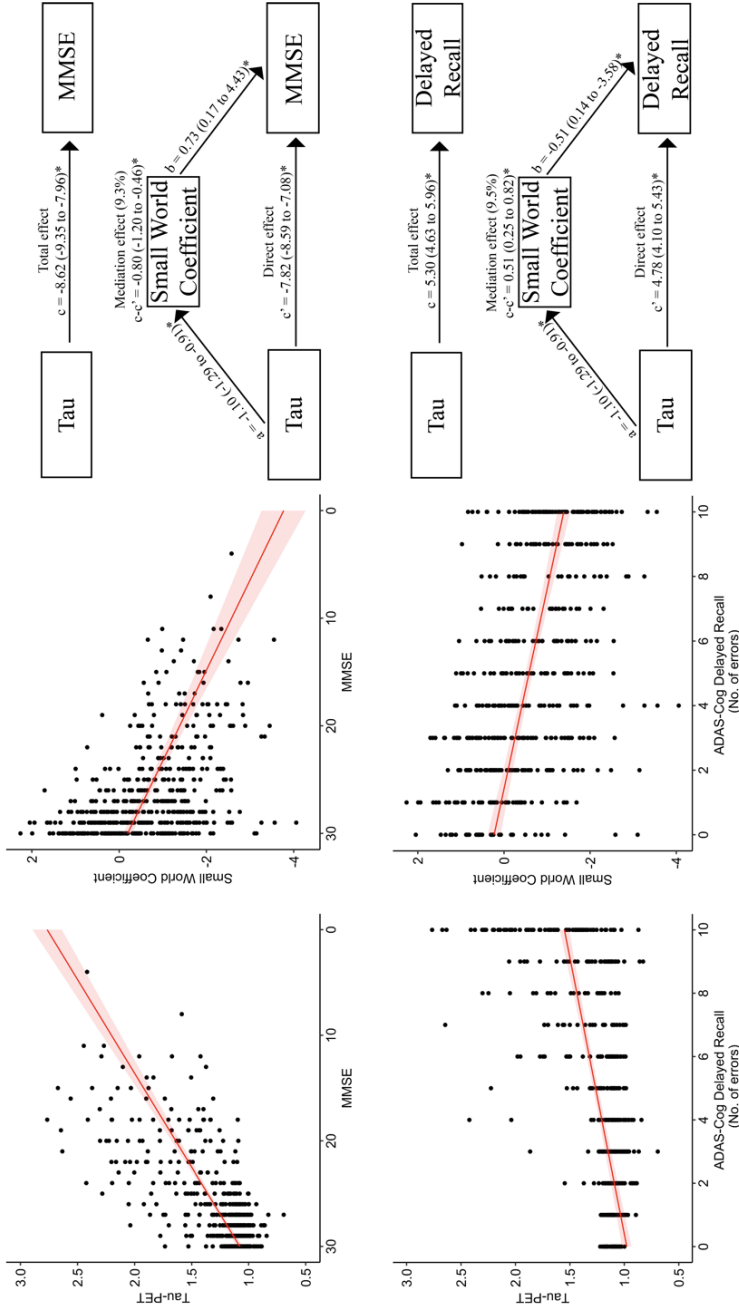 3.0
2.5
2.0
1.5
1.0
0.5
Tau-PET
30
20
10
0
MMSE
2
0
-2
-4
Small World Coefficient
30
20
10
0
MMSE
Tau
Total effect
c = -8.62 (-9.35 to -7.96)*
MMSE
Mediation effect (9.3%)
c-c' = -0.80 (-1.20 to -0.46)*
Small World
Coefficient
a = -1.10 (-1.29 to -0.91)*
b = 0.73 (0.17 to 4.43)*
Tau
Direct effect
c' = -7.82 (-8.59 to -7.08)*
MMSE
3.0
2.5
2.0
1.5
1.0
0.5
Tau-PET
0
2
4
6
8
10
ADAS-Cog Delayed Recall
(No. of errors)
2
0
-2
-4
Small World Coefficient
0
2
4
6
8
10
ADAS-Cog Delayed Recall
(No. of errors)
Tau
Total effect
c = 5.30 (4.63 to 5.96)*
Delayed
Recall
Mediation effect (9.5%)
c-c' = 0.51 (0.25 to 0.82)*
Small World
Coefficient
a = -1.10 (-1.29 to -0.91)*
b = -0.51 (0.14 to -3.58)*
Tau
Direct effect
c' = 4.78 (4.10 to 5.43)*
Delayed
Recall